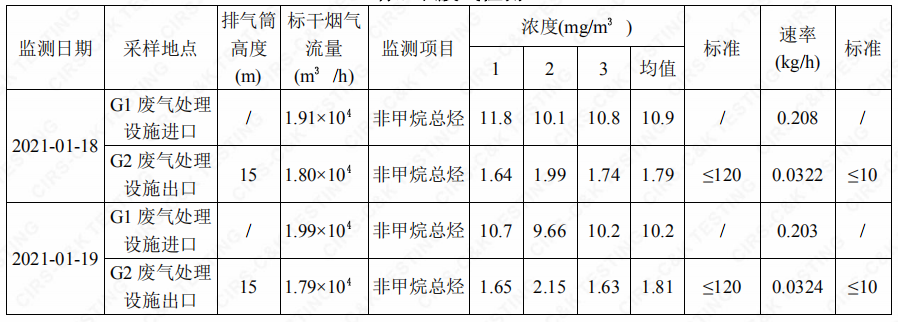 监测日期 采样地点 排气筒高度(m) 标干烟气流量(m³ /h) 监测项目 浓度(mg/m³ ) 标准 速率(kg/h) 标准
1 2 3 均值
2021-01-18 G1 废气处理设施进口 / 1.91×10⁴ 非甲烷总烃 11.8 10.1 10.8 10.9 / 0.208 /
G2 废气处理设施出口 15 1.80×10⁴ 非甲烷总烃 1.64 1.99 1.74 1.79 ≤120 0.0322 ≤10
2021-01-19 G1 废气处理设施进口 / 1.99×10⁴ 非甲烷总烃 10.7 9.66 10.2 10.2 / 0.203 /
G2 废气处理设施出口 15 1.79×10⁴ 非甲烷总烃 1.65 2.15 1.63 1.81 ≤120 0.0324 ≤10